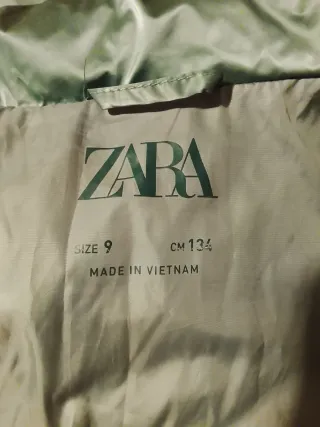 ZARA
SIZE 9 CM 134
MADE IN VIETNAM